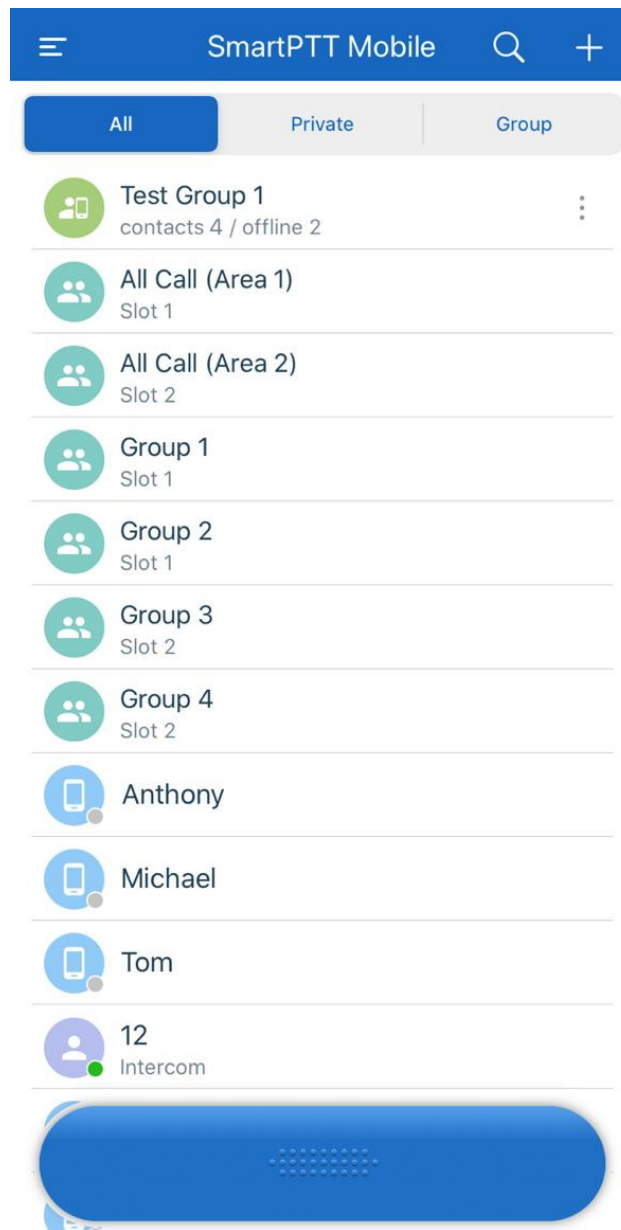 SmartPTT Mobile
All
Private
Group
Test Group 1
contacts 4 / offline 2
All Call (Area 1)
Slot 1
All Call (Area 2)
Slot 2
Group 1
Slot 1
Group 2
Slot 1
Group 3
Slot 2
Group 4
Slot 2
Anthony
Michael
Tom
12
Intercom